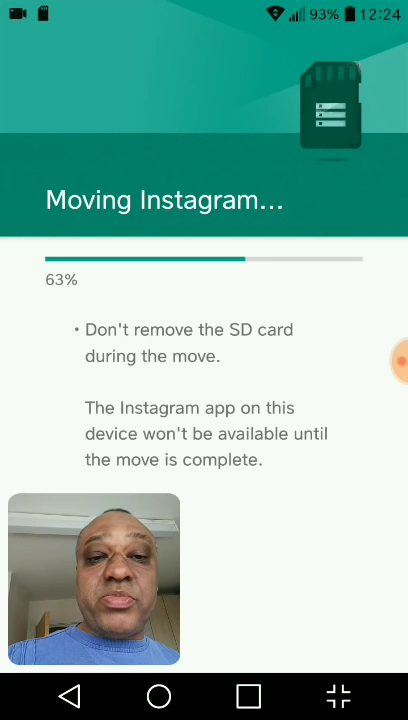 93% 12:24
Moving Instagram...
63%
• Don't remove the SD card
during the move.
The Instagram app on this
device won't be available until
the move is complete.